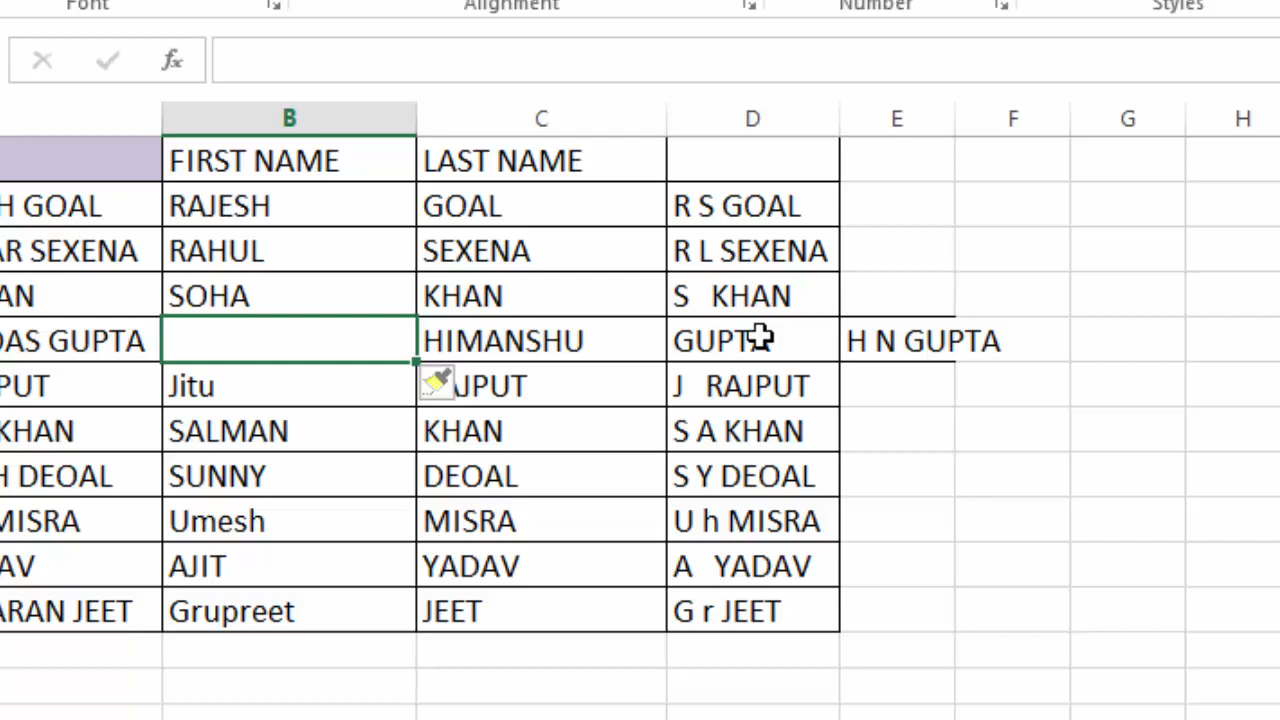 Font Alignment Number Styles
fx
B C D E F G H
FIRST NAME LAST NAME
H GOAL RAJESH GOAL R S GOAL
AR SEXENA RAHUL SEXENA R L SEXENA
AN SOHA KHAN S KHAN
DAS GUPTA HIMANSHU GUPTA H N GUPTA
PUT Jitu AJPUT J RAJPUT
KHAN SALMAN KHAN S A KHAN
H DEOAL SUNNY DEOAL S Y DEOAL
MISRA Umesh MISRA U h MISRA
AV AJIT YADAV A YADAV
ARAN JEET Grupreet JEET G r JEET